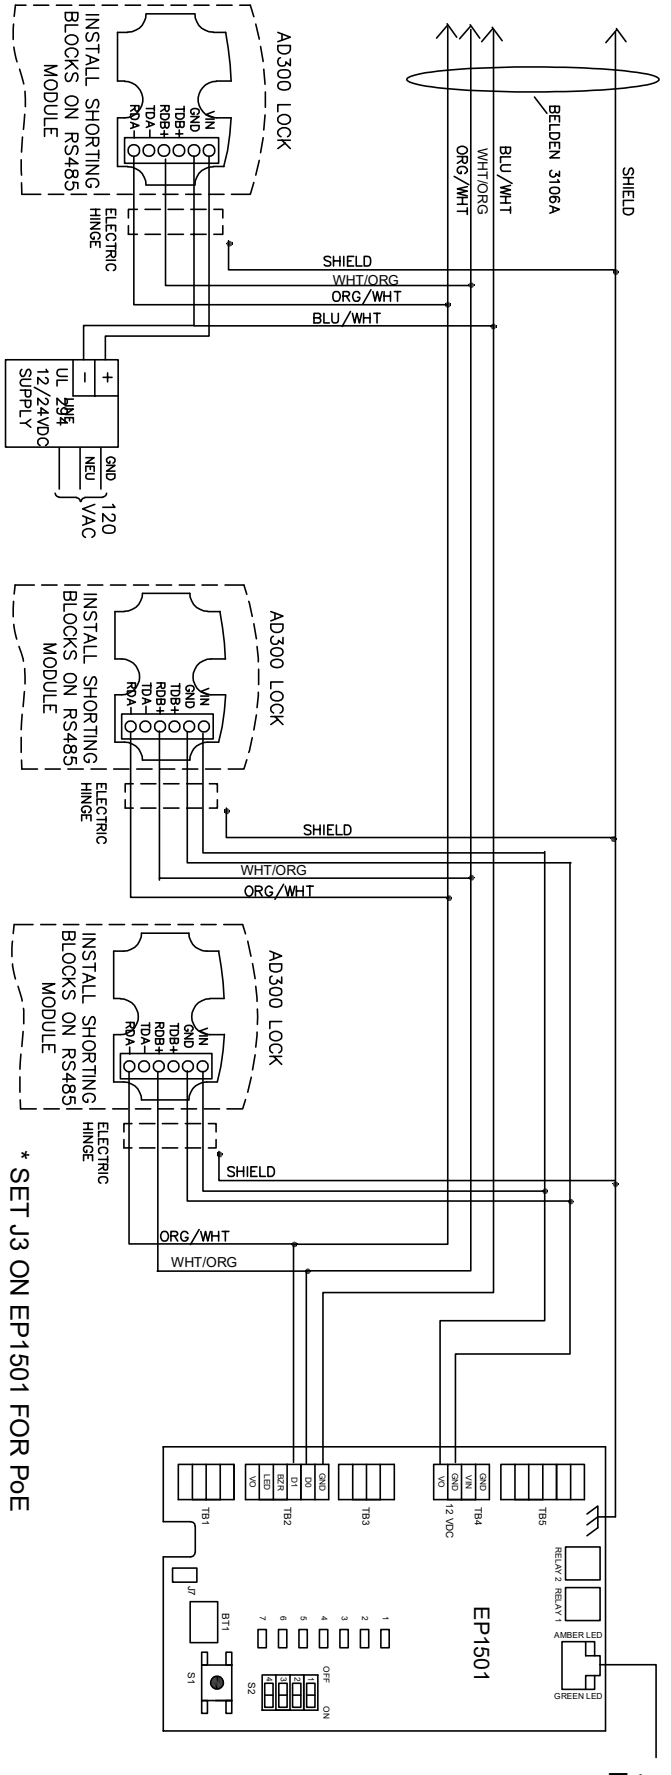 AD300 LOCK
INSTALL SHORTING
BLOCKS ON RS485
MODULE
VIN
GND
TDB+
RDB+
TDA-
RDA-
ELECTRIC
HINGE
BELDEN 3106A
SHIELD
BLU/WHT
WHT/ORG
ORG/WHT
SHIELD
WHT/ORG
ORG/WHT
BLU/WHT
+
-
UL 294
12/24VDC
SUPPLY
LINE
NEU
GND
120
VAC
AD300 LOCK
INSTALL SHORTING
BLOCKS ON RS485
MODULE
VIN
GND
TDB+
RDB+
TDA-
RDA-
ELECTRIC
HINGE
SHIELD
WHT/ORG
ORG/WHT
AD300 LOCK
INSTALL SHORTING
BLOCKS ON RS485
MODULE
VIN
GND
TDB+
RDB+
TDA-
RDA-
ELECTRIC
HINGE
SHIELD
ORG/WHT
WHT/ORG
* SET J3 ON EP1501 FOR PoE
EP1501
TB5
GND
VIN
GND
VO
TB4
12 VDC
TB3
GND
D0
D1
BZR
LED
VO
TB2
TB1
RELAY 2
RELAY 1
AMBER LED
GREEN LED
J7
BT1
S1
1
2
3
4
5
6
7
OFF
ON
1
2
3
4
S2